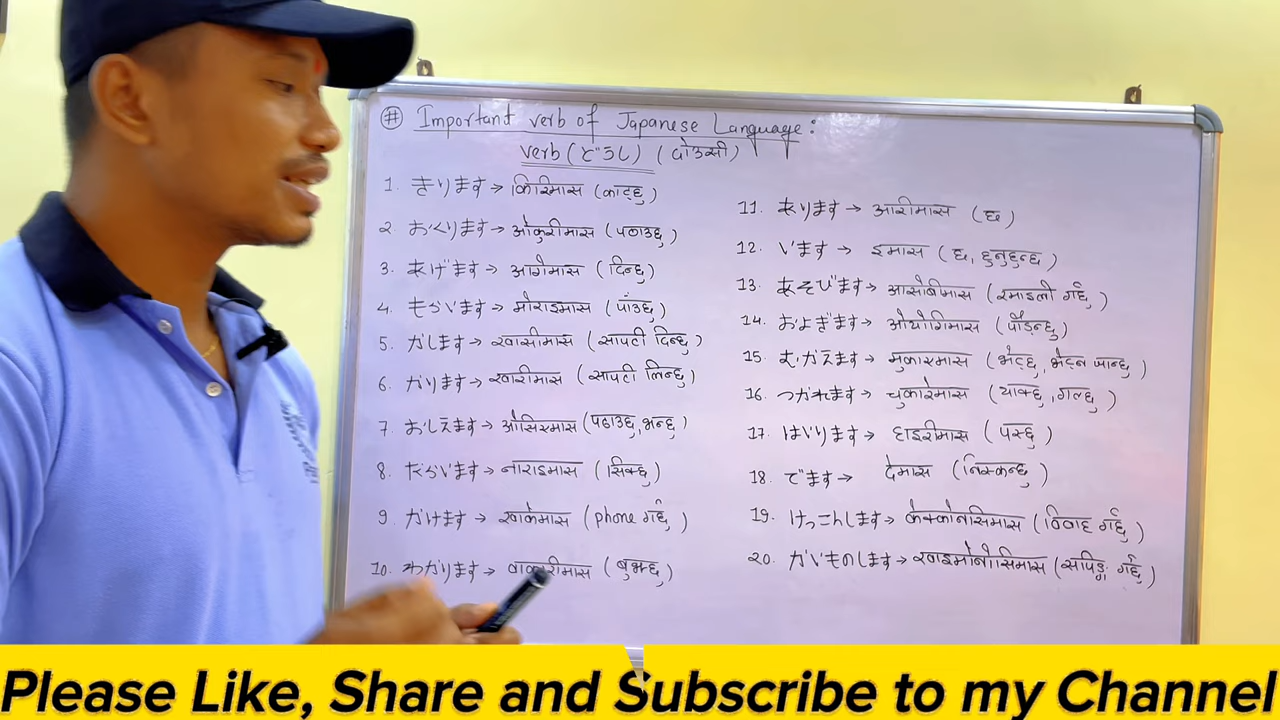 # Important verb of Japanese Language:
verb (どうし) (दोउसी)
1. きります → किरिमास (काट्छु)
2. おくります → ओकुरीमास (पठाउछु)
3. あげます → आगेमास (दिन्छु)
4. もらいます → मोराइमास (पाँउछु)
5. かします → खासीमास (सापटी दिन्छु)
6. かります → खारीमास (सापटी लिन्छु)
7. おしえます → ओसिएमास (पढाउछु, भन्छु)
8. ならいます → नाराइमास (सिक्छु)
9. かけます → खाकेमास (phone गर्छु)
10. わかります → वाकारीमास (बुझ्छु)
11. あります → आरीमास (छ)
12. います → इमास (छ, हुनुहुन्छ)
13. あそびます → आसोबीमास (रमाइलो गर्छु)
14. およぎます → ओयोगिमास (पौडिन्छु)
15. むかえます → मुकाएमास (भेट्छु, भेट्न जान्छु)
16. つかれます → चुकारेमास (थाक्छु, गल्छु)
17. はいります → हाइरीमास (पस्छु)
18. でます → देमास (निस्कन्छु)
19. けっこんします → केक्कोनसिमास (विवाह गर्छु)
20. かいものします → खाइमोनोसिमास (सपिङ्ग गर्छु)
Please Like, Share and Subscribe to my Channel